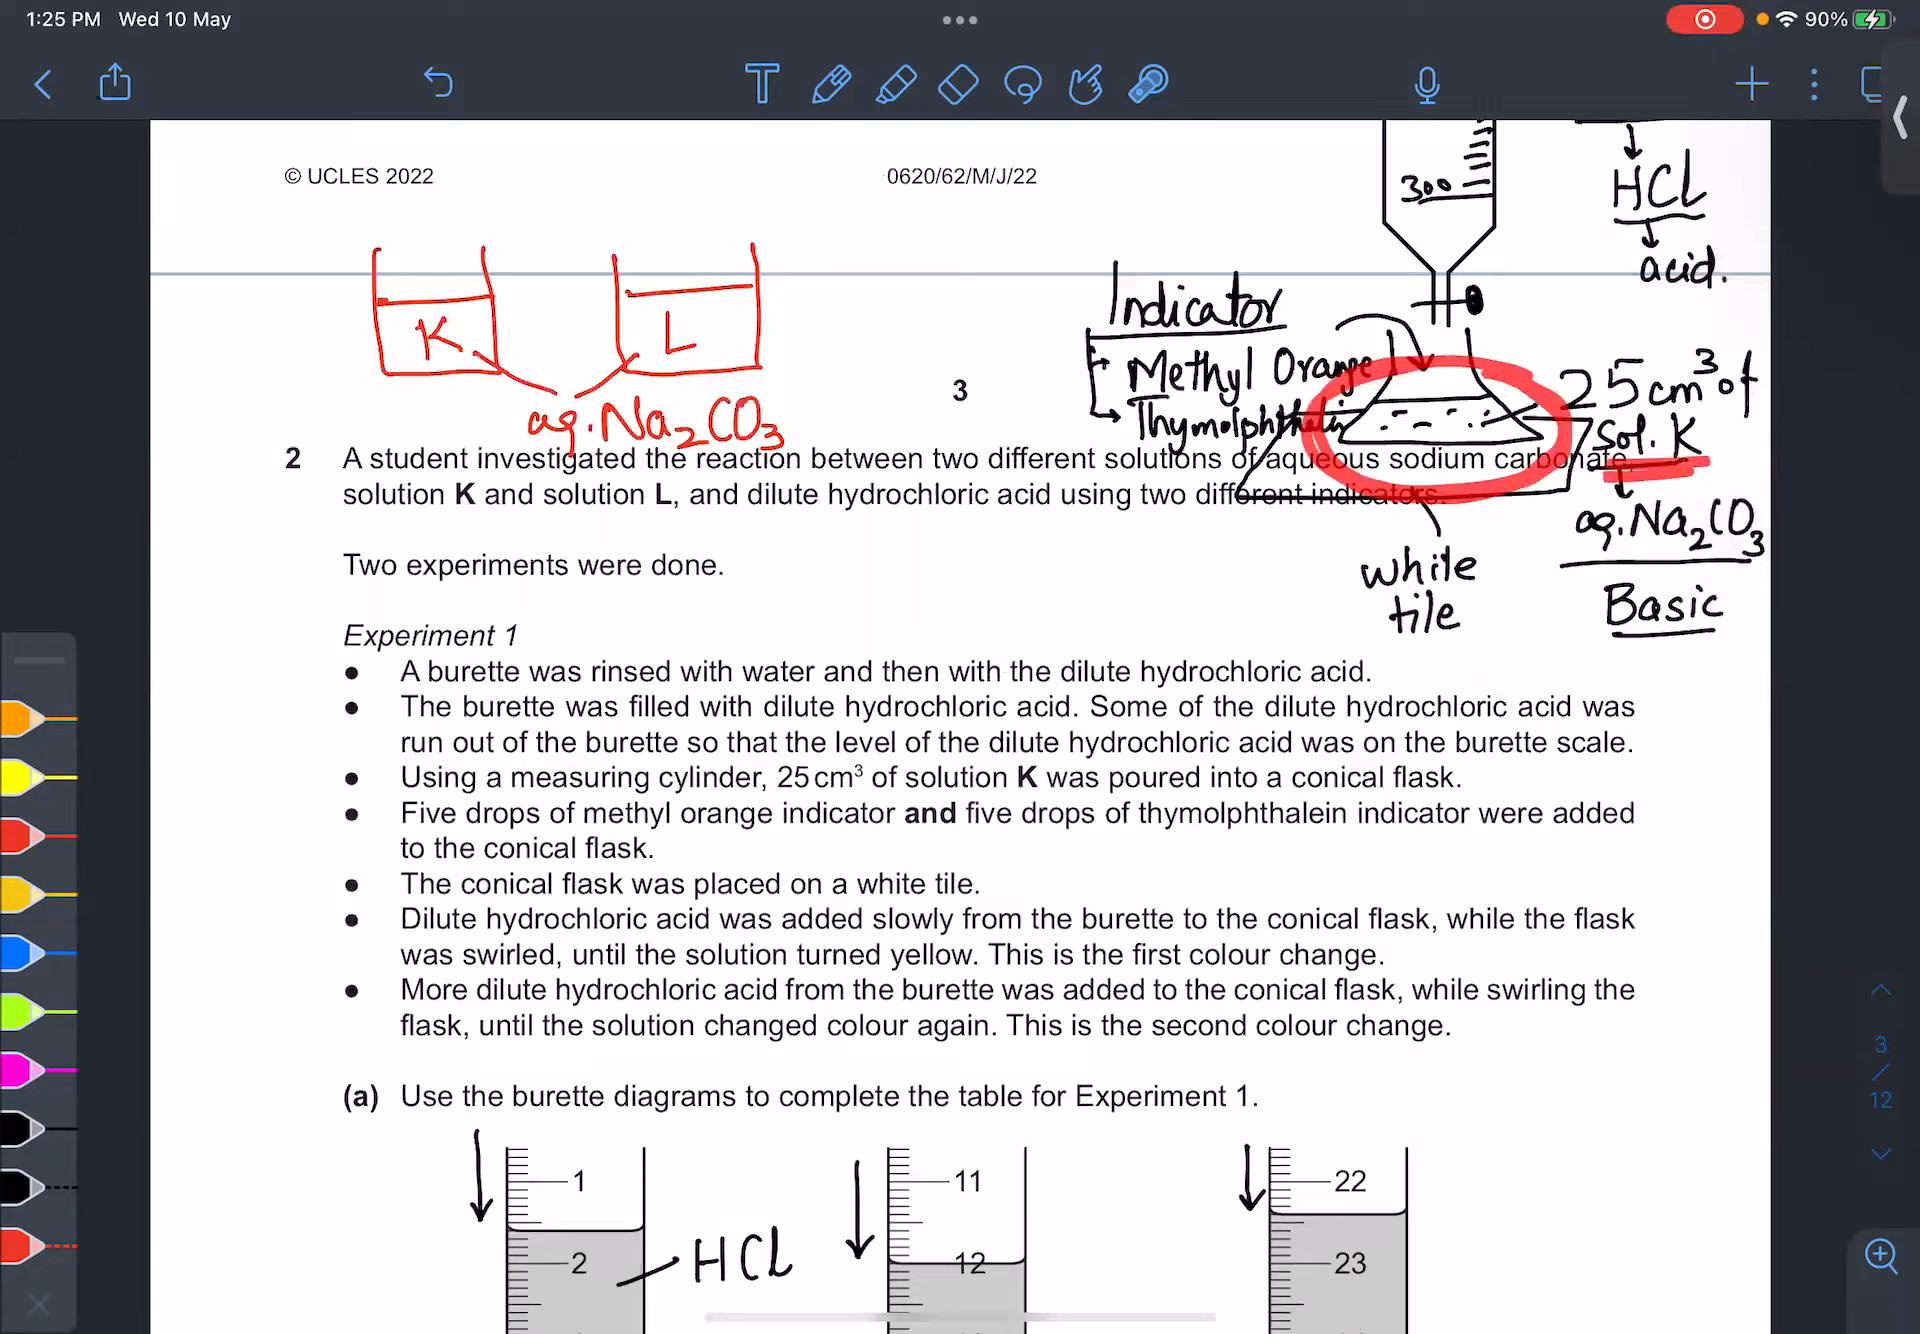 1:25 PM Wed 10 May
90%
© UCLES 2022
0620/62/M/J/22
300
HCl
acid.
K
L
aq. Na2CO3
Indicator
Methyl Orange
Thymolphthalein
25cm³ of
sol. K
aq. Na2CO3
Basic
white
tile
3
2 A student investigated the reaction between two different solutions of aqueous sodium carbonate,
solution K and solution L, and dilute hydrochloric acid using two different indicators.
Two experiments were done.
Experiment 1
• A burette was rinsed with water and then with the dilute hydrochloric acid.
• The burette was filled with dilute hydrochloric acid. Some of the dilute hydrochloric acid was
run out of the burette so that the level of the dilute hydrochloric acid was on the burette scale.
• Using a measuring cylinder, 25 cm³ of solution K was poured into a conical flask.
• Five drops of methyl orange indicator and five drops of thymolphthalein indicator were added
to the conical flask.
• The conical flask was placed on a white tile.
• Dilute hydrochloric acid was added slowly from the burette to the conical flask, while the flask
was swirled, until the solution turned yellow. This is the first colour change.
• More dilute hydrochloric acid from the burette was added to the conical flask, while swirling the
flask, until the solution changed colour again. This is the second colour change.
(a) Use the burette diagrams to complete the table for Experiment 1.
1
2
HCl
11
12
22
23
3
/
12